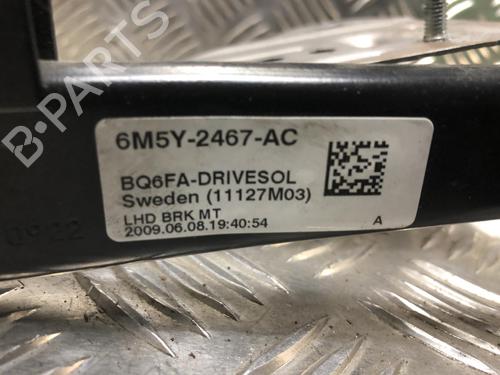 6M5Y-2467-AC
BQ6FA-DRIVESOL
Sweden (11127M03)
LHD BRK MT
2009.06.08.19:40:54
A
B-Parts